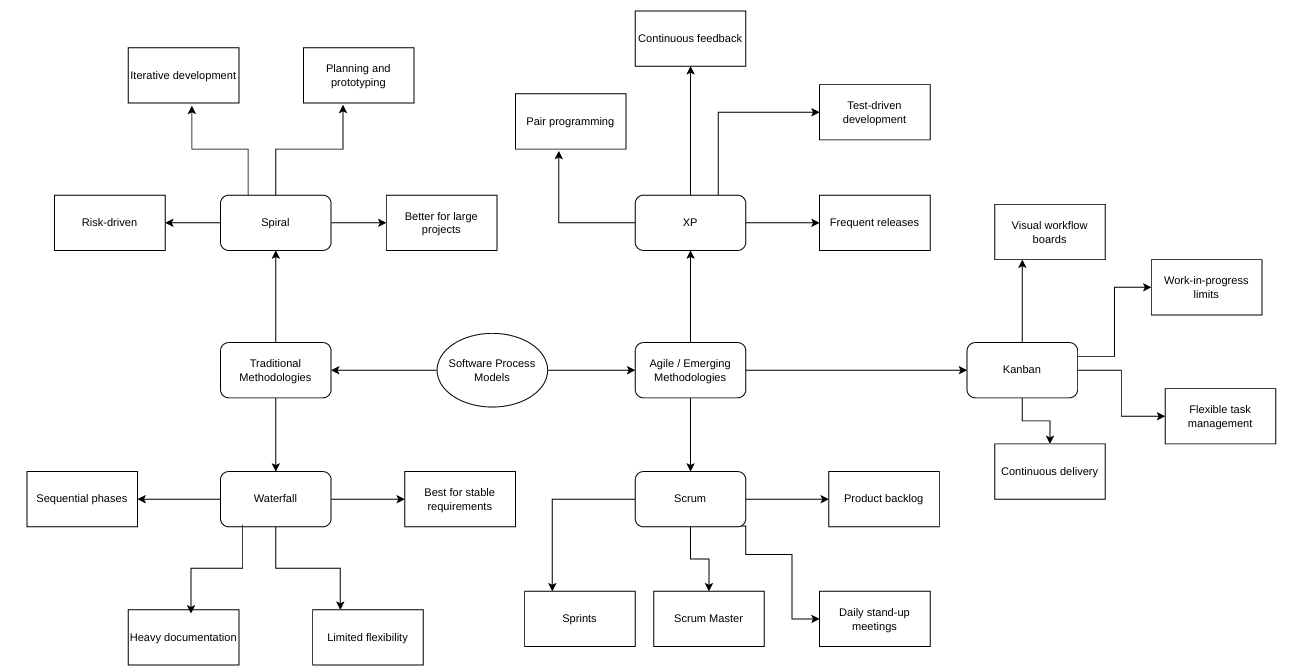 Continuous feedback
Iterative development
Planning and
prototyping
Pair programming
Test-driven
development
Risk-driven
Spiral
Better for large
projects
XP
Frequent releases
Visual workflow
boards
Work-in-progress
limits
Traditional
Methodologies
Software Process
Models
Agile / Emerging
Methodologies
Kanban
Flexible task
management
Continuous delivery
Sequential phases
Waterfall
Best for stable
requirements
Scrum
Product backlog
Heavy documentation
Limited flexibility
Sprints
Scrum Master
Daily stand-up
meetings